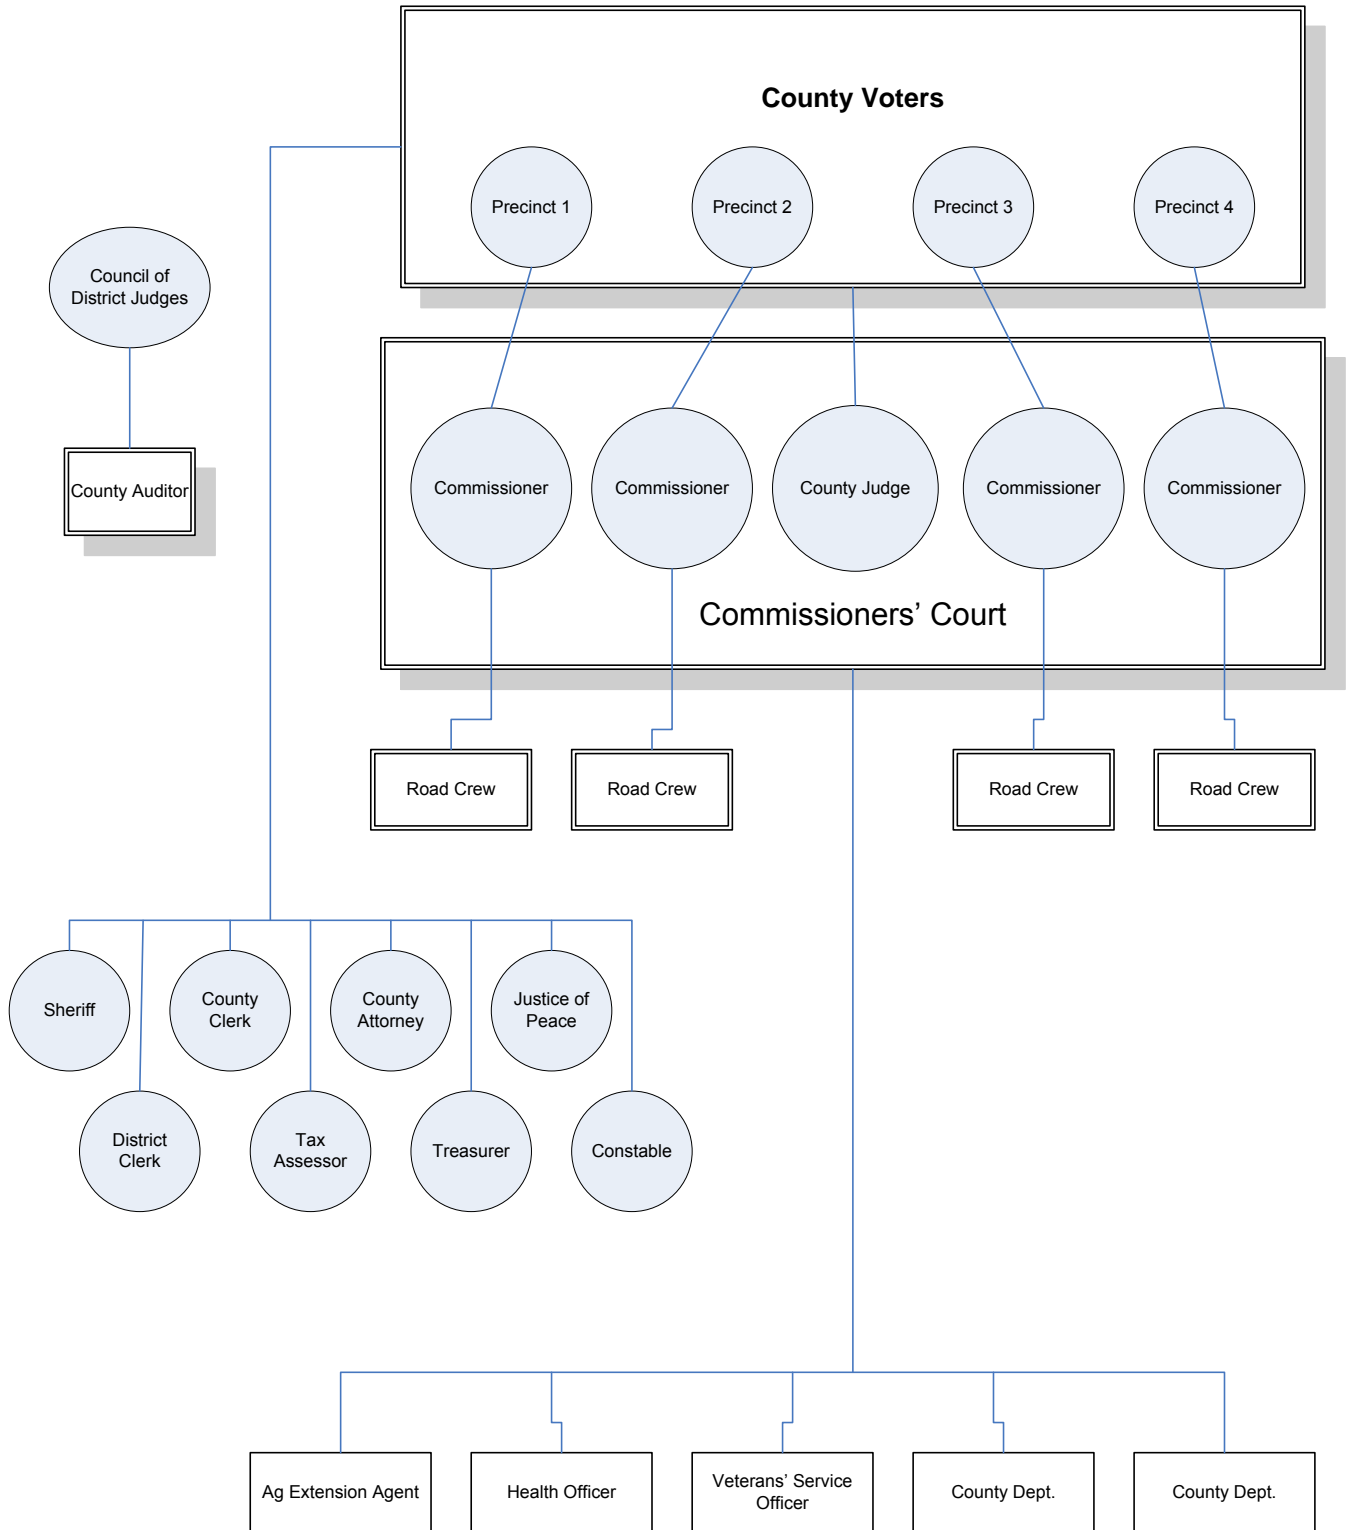 County Voters
Precinct 1
Precinct 2
Precinct 3
Precinct 4
Council of
District Judges
County Auditor
Commissioner
Commissioner
County Judge
Commissioner
Commissioner
Commissioners’ Court
Road Crew
Road Crew
Road Crew
Road Crew
Sheriff
County
Clerk
County
Attorney
Justice of
Peace
District
Clerk
Tax
Assessor
Treasurer
Constable
Ag Extension Agent
Health Officer
Veterans’ Service
Officer
County Dept.
County Dept.